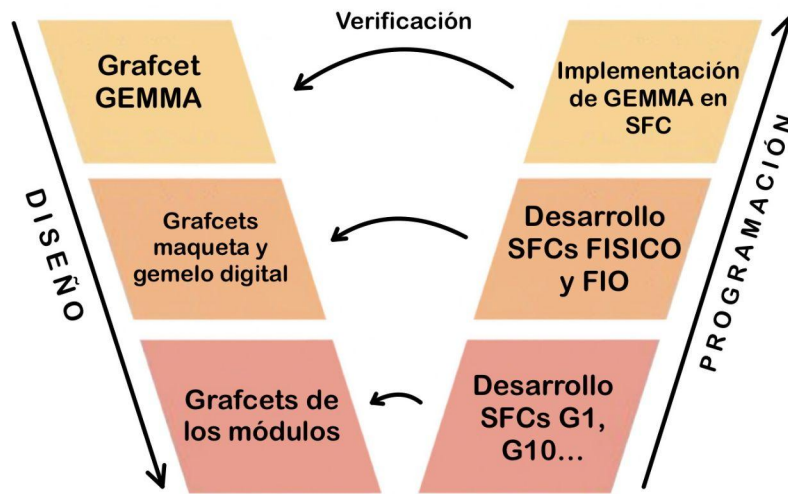 Verificación
Grafcet
GEMMA
Implementación
de GEMMA en
SFC
DISEÑO
PROGRAMACIÓN
Grafcets
maqueta y
gemelo digital
Desarrollo
SFCs FISICO
y FIO
Grafcets de
los módulos
Desarrollo
SFCs G1,
G10...